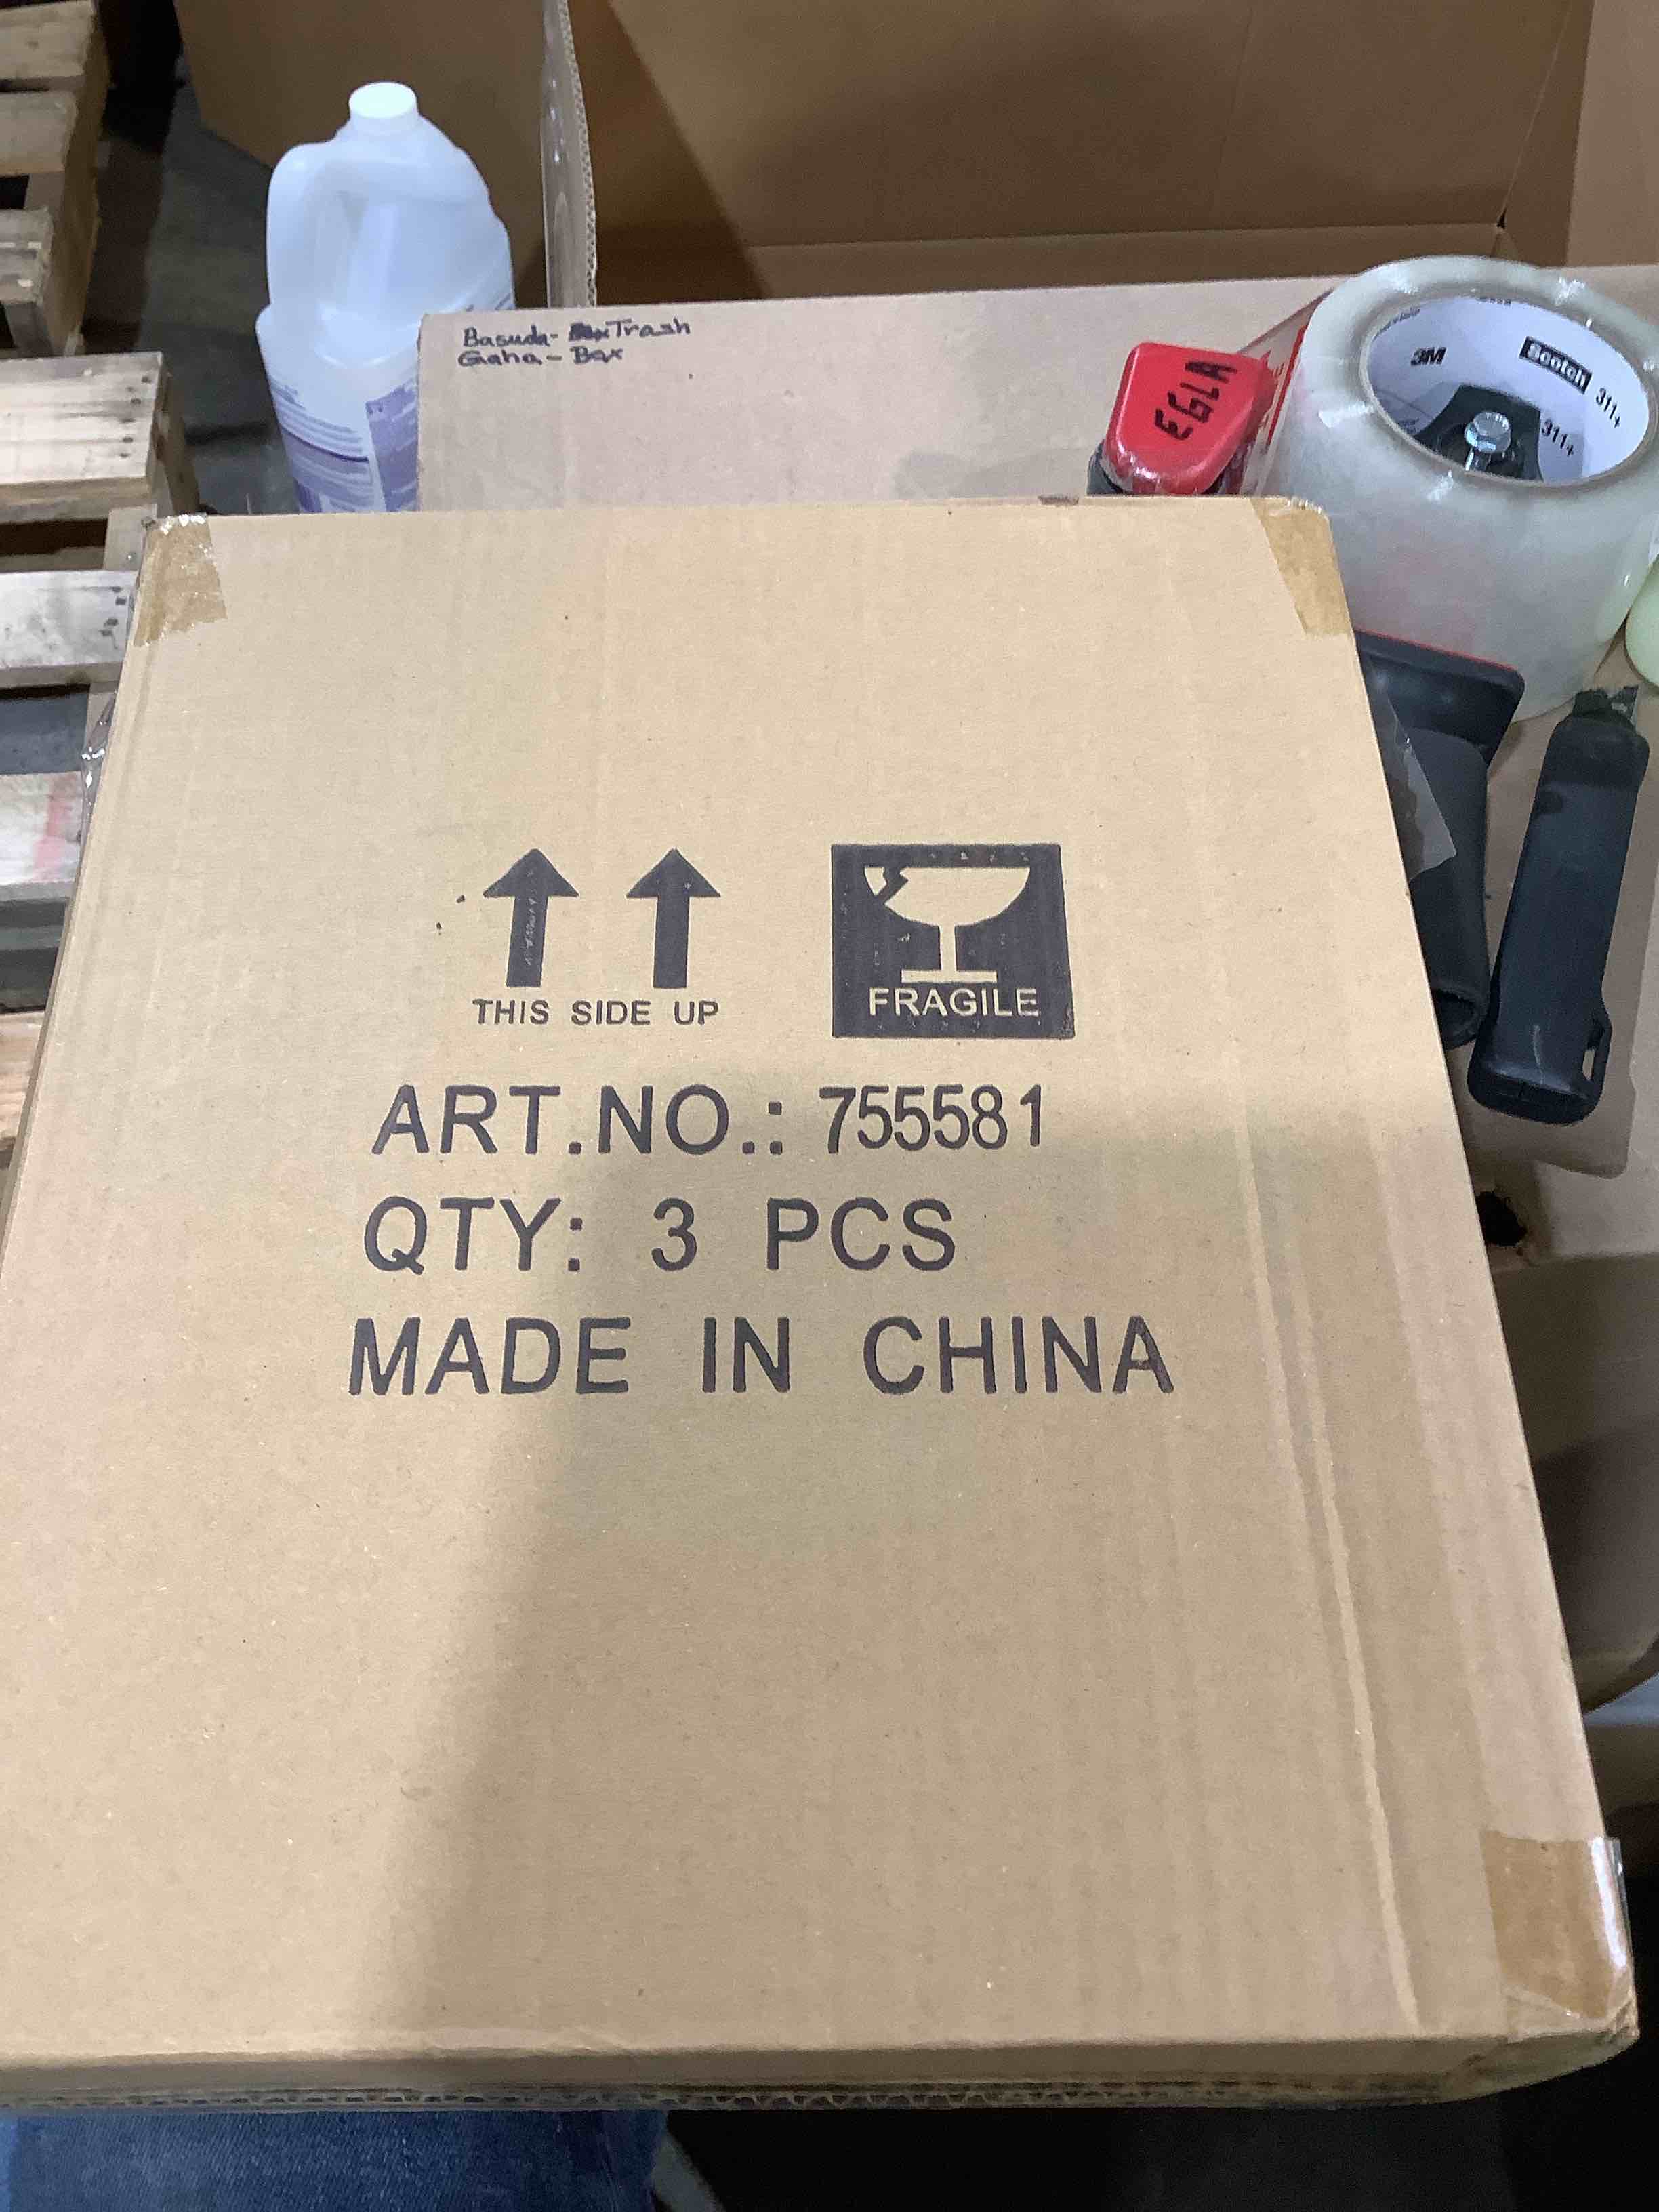 Basuda- Trash
Gaha- Box
EGLA
3M
Scotch
311+
311+
THIS SIDE UP
FRAGILE
ART.NO.: 755581
QTY: 3 PCS
MADE IN CHINA